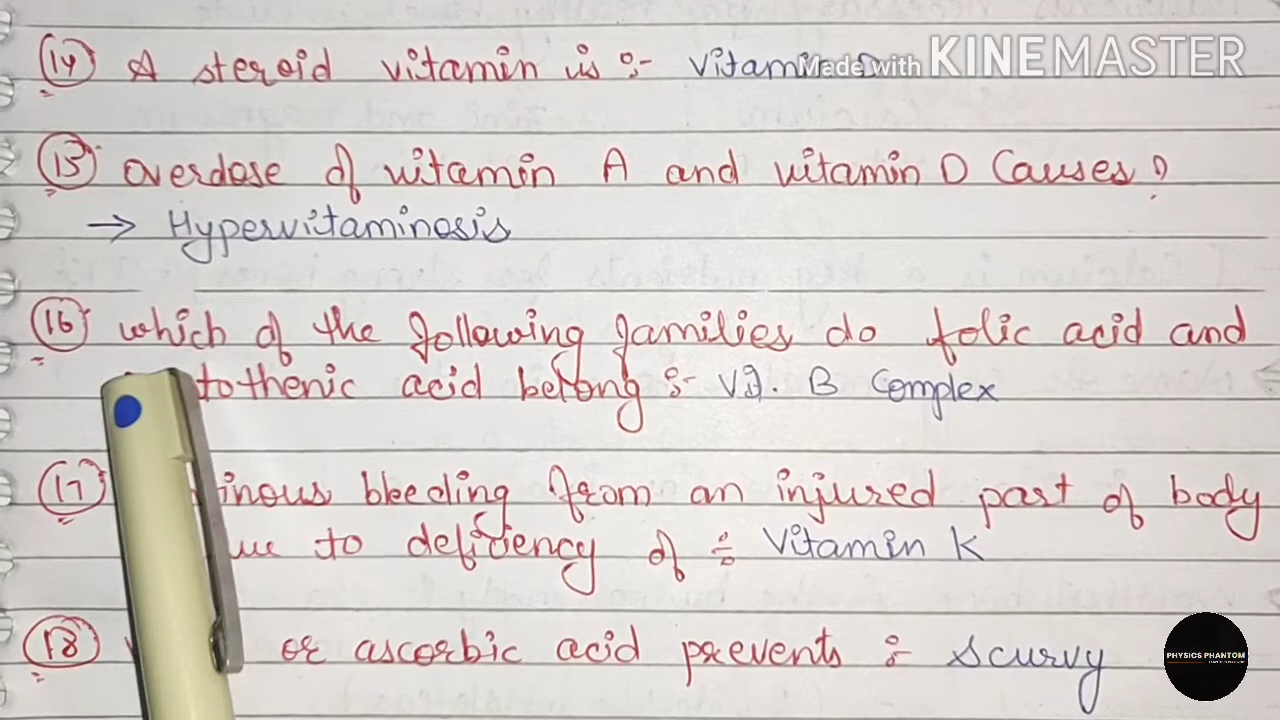 14 A steroid vitamin is :- Vitamin D
Made with KINEMASTER
15 overdose of vitamin A and vitamin D Causes ?
→ Hypervitaminosis
16 which of the following families do folic acid and
tothenic acid belong :- Vit. B Complex
17 inous bleeding from an injured part of body
ue to deficiency of ÷ Vitamin K
18 or ascorbic acid prevents :- Scurvy
PHYSICS PHANTOM